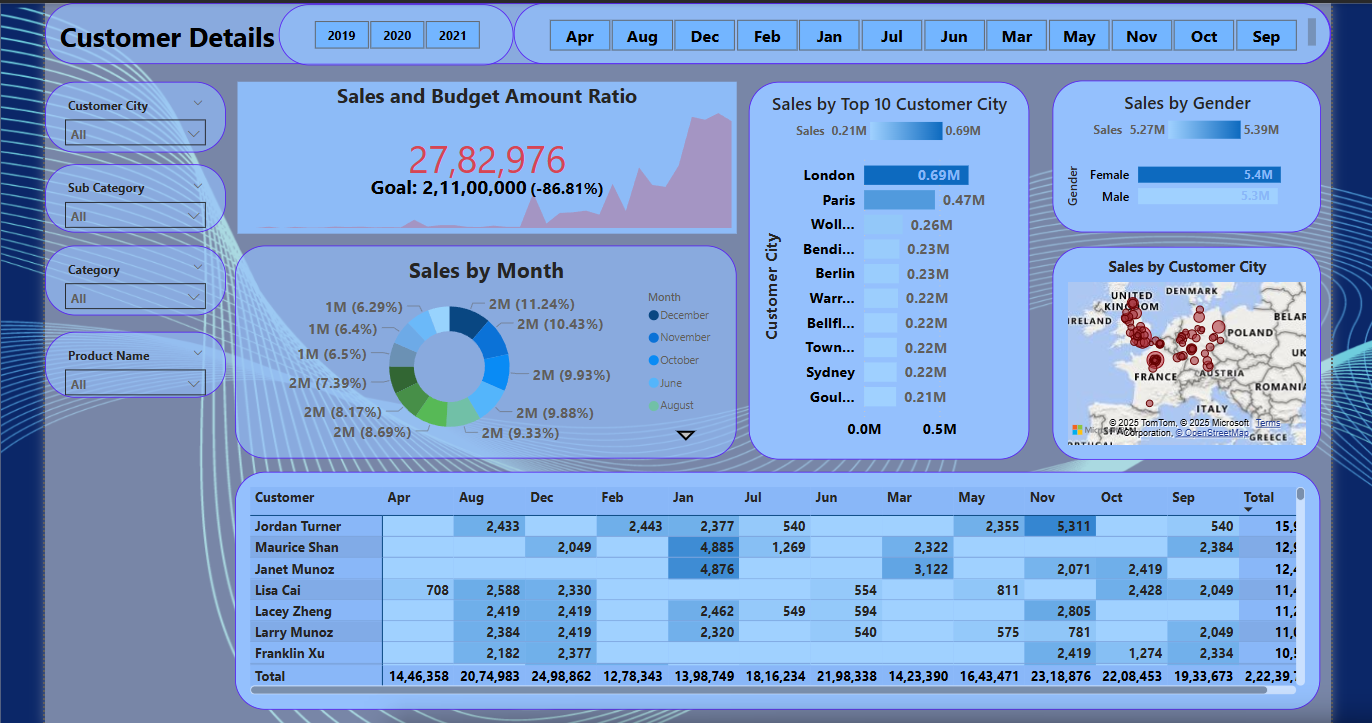 Customer Details
2019 2020 2021
Apr Aug Dec Feb Jan Jul Jun Mar May Nov Oct Sep
Customer City
All
Sub Category
All
Category
All
Product Name
All
Sales and Budget Amount Ratio
27,82,976
Goal: 2,11,00,000 (-86.81%)
Sales by Month
2M (11.24%)
2M (10.43%)
2M (9.93%)
2M (9.88%)
2M (9.33%)
2M (8.69%)
2M (8.17%)
2M (7.39%)
1M (6.5%)
1M (6.4%)
1M (6.29%)
Month
December
November
October
June
August
Sales by Top 10 Customer City
Sales 0.21M 0.69M
Customer City
London 0.69M
Paris 0.47M
Woll... 0.26M
Bendi... 0.23M
Berlin 0.23M
Warr... 0.22M
Bellfl... 0.22M
Town... 0.22M
Sydney 0.22M
Goul... 0.21M
0.0M 0.5M
Sales by Gender
Sales 5.27M 5.39M
Gender
Female 5.4M
Male 5.3M
Sales by Customer City
UNITED KINGDOM
DENMARK
IRELAND
BELAR
POLAND
UK
FRANCE
AUSTRIA
ROMANIA
ITALY
SPAIN
GREECE
© 2025 TomTom, © 2025 Microsoft
Corporation, © OpenStreetMap
Terms
Customer Apr Aug Dec Feb Jan Jul Jun Mar May Nov Oct Sep Total
Jordan Turner 2,433 2,443 2,377 540 2,355 5,311 540 15,9
Maurice Shan 2,049 4,885 1,269 2,322 2,384 12,9
Janet Munoz 4,876 3,122 2,071 2,419 12,4
Lisa Cai 708 2,588 2,330 554 811 2,428 2,049 11,4
Lacey Zheng 2,419 2,419 2,462 549 594 2,805 11,2
Larry Munoz 2,384 2,419 2,320 540 575 781 2,049 11,0
Franklin Xu 2,182 2,377 2,419 1,274 2,334 10,5
Total 14,46,358 20,74,983 24,98,862 12,78,343 13,98,749 18,16,234 21,98,338 14,23,390 16,43,471 23,18,876 22,08,453 19,33,673 2,22,39,7